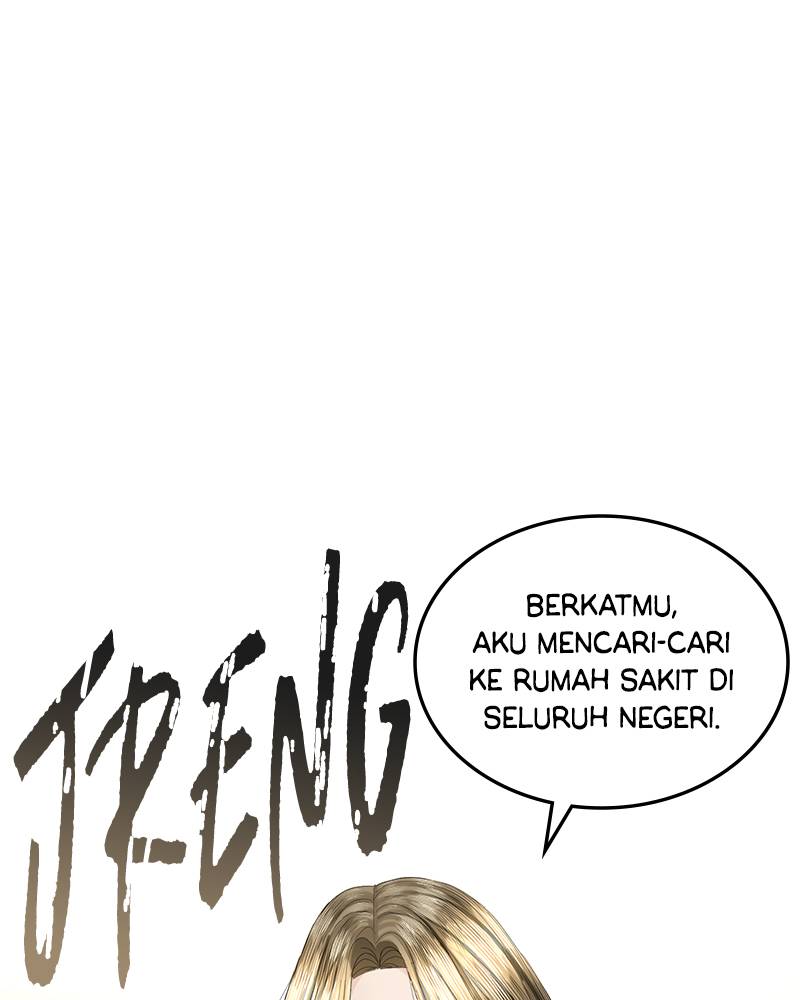 JRENG
BERKATMU,
AKU MENCARI-CARI
KE RUMAH SAKIT DI
SELURUH NEGERI.